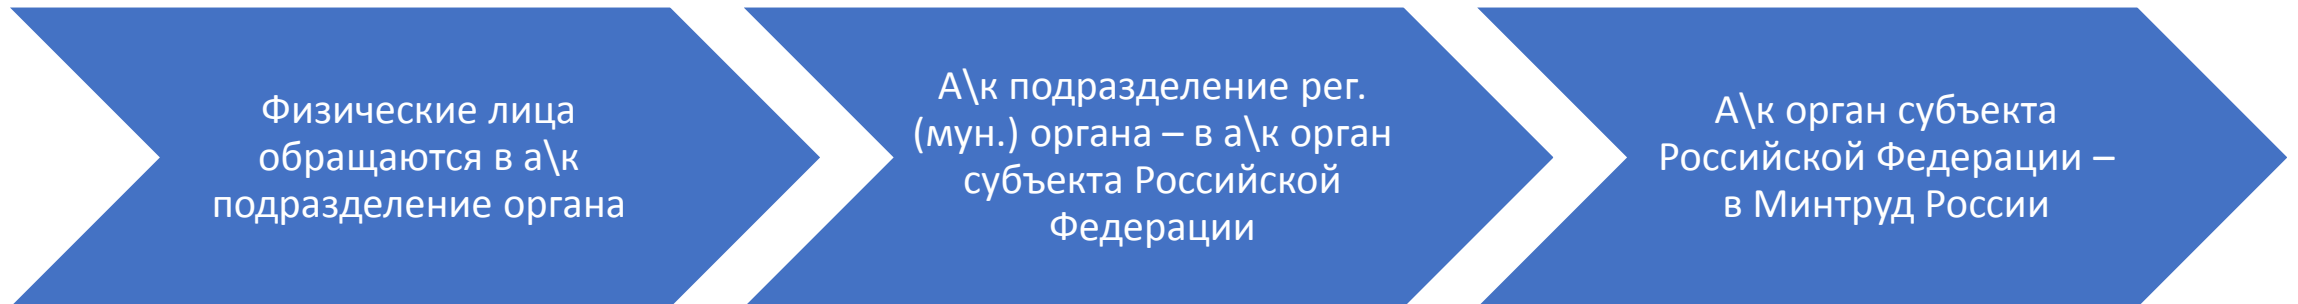 Физические лица
обращаются в а\к
подразделение органа
А\к подразделение рег.
(мун.) органа – в а\к орган
субъекта Российской
Федерации
А\к орган субъекта
Российской Федерации –
в Минтруд России